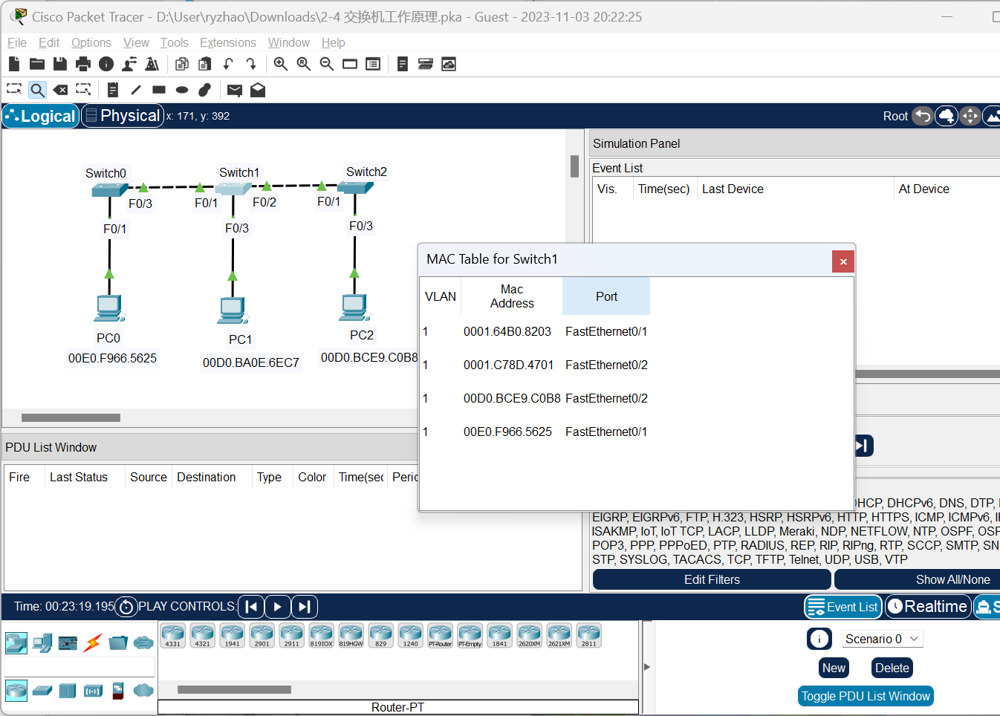 Cisco Packet Tracer - D:\User\ryzhao\Downloads\2-4 交换机工作原理.pka - Guest - 2023-11-03 20:22:25
File Edit Options View Tools Extensions Window Help
Logical Physical x: 171, y: 392 Root
Simulation Panel
Event List
Vis. Time(sec) Last Device At Device
Switch0 Switch1 Switch2
F0/3 F0/1 F0/2 F0/1
F0/1 F0/3 F0/3
PC0 PC1 PC2
00E0.F966.5625 00D0.BA0E.6EC7 00D0.BCE9.C0B8
MAC Table for Switch1
VLAN Mac Address Port
1 0001.64B0.8203 FastEthernet0/1
1 0001.C78D.4701 FastEthernet0/2
1 00D0.BCE9.C0B8 FastEthernet0/2
1 00E0.F966.5625 FastEthernet0/1
PDU List Window
Fire Last Status Source Destination Type Color Time(sec Peric
DHCP, DHCPv6, DNS, DTP,
EIGRP, EIGRPv6, FTP, H.323, HSRP, HSRPv6, HTTP, HTTPS, ICMP, ICMPv6,
ISAKMP, IoT, IoT TCP, LACP, LLDP, Meraki, NDP, NETFLOW, NTP, OSPF, OSF
POP3, PPP, PPPoED, PTP, RADIUS, REP, RIP, RIPng, RTP, SCCP, SMTP, SN
STP, SYSLOG, TACACS, TCP, TFTP, Telnet, UDP, USB, VTP
Edit Filters Show All/None
Time: 00:23:19.195 PLAY CONTROLS: Event List Realtime S
4331 4321 1941 2901 2911 819IOX 819HGW 829 1240 PT-Router PT-Empty 1841 2620XM 2621XM 2811
Scenario 0
New Delete
Toggle PDU List Window
Router-PT